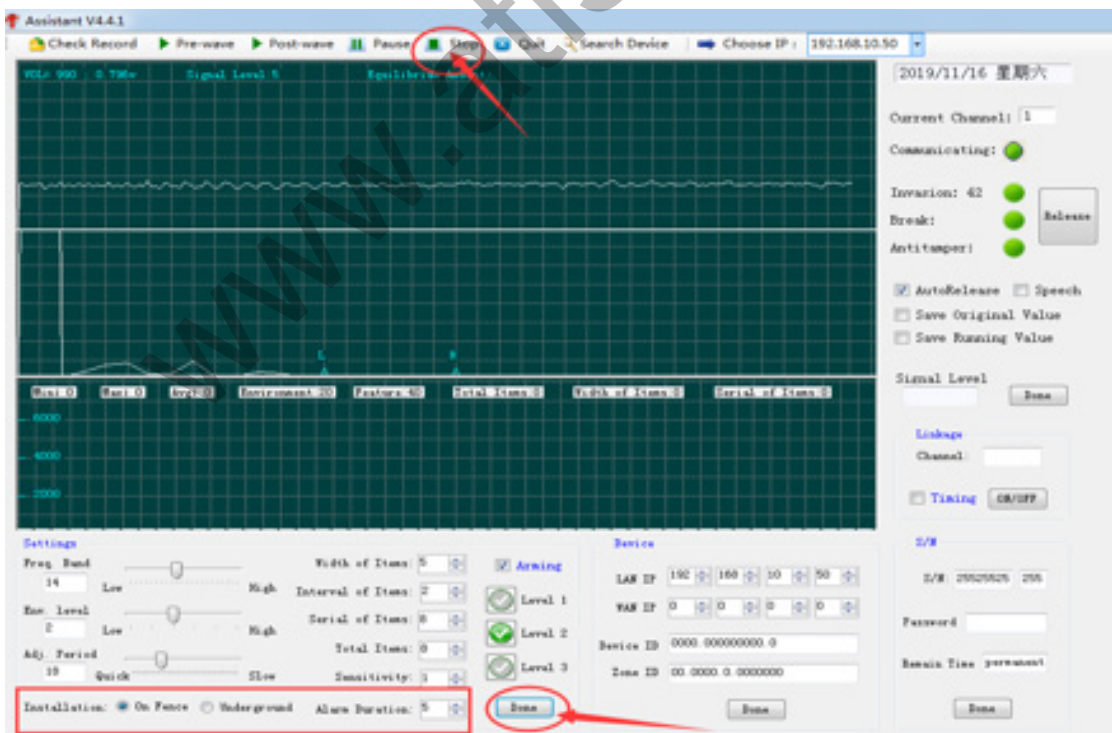 Assistant V4.4.1
Check Record Pre-wave Post-wave Pause Stop Quit Search Device Choose IP: 192.168.10.50
Signal Level
2019/11/16 星期六
Current Channel: 1
Communicating:
Invasion: 42
Break:
Release
Antitamper:
AutoRelease Speech
Save Original Value
Save Running Value
Signal Level
Done
Mini:0 Maxi:0 Avg:0 Environment:20 Feature:40 Total Items:0 Width of Items:0 Serial of Items:0
6000
4000
2000
L
www.atis
Linkage
Channel:
Timing ON/OFF
Settings
Freq. Band
14 Low High
Env. Level
2 Low High
Adj. Period
10 Quick Slow
Installation: On Fence Underground
Width of Items: 5
Interval of Items: 2
Serial of Items:
Total Items:
Sensitivity:
Alarm Duration: 5
Arming
Level 1
Level 2
Level 3
Done
Device
LAN IP 192 168 10 50
WAN IP 0 0 0 0
Device ID
Zone ID
Done
S/N
S/N: 25525525 255
Password
Remain Time permanent
Done